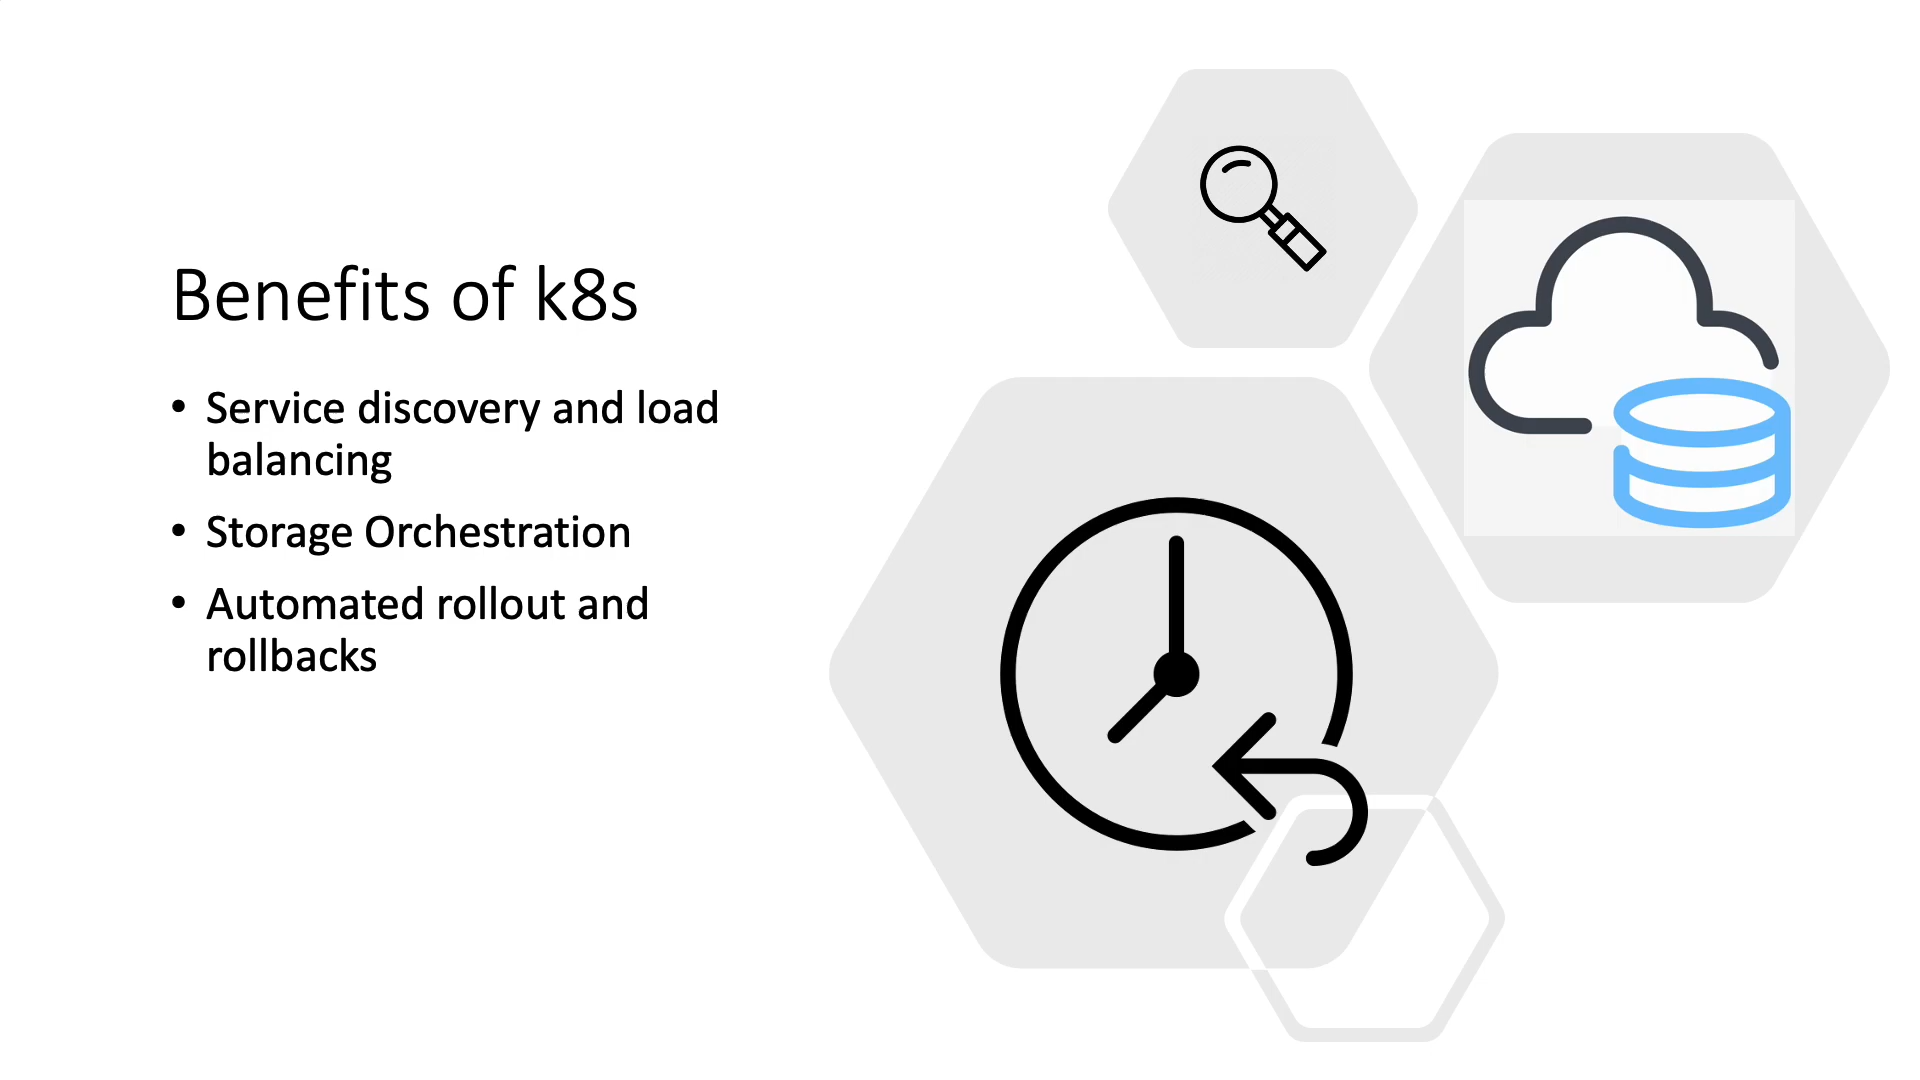 Benefits of k8s
• Service discovery and load
balancing
• Storage Orchestration
• Automated rollout and
rollbacks